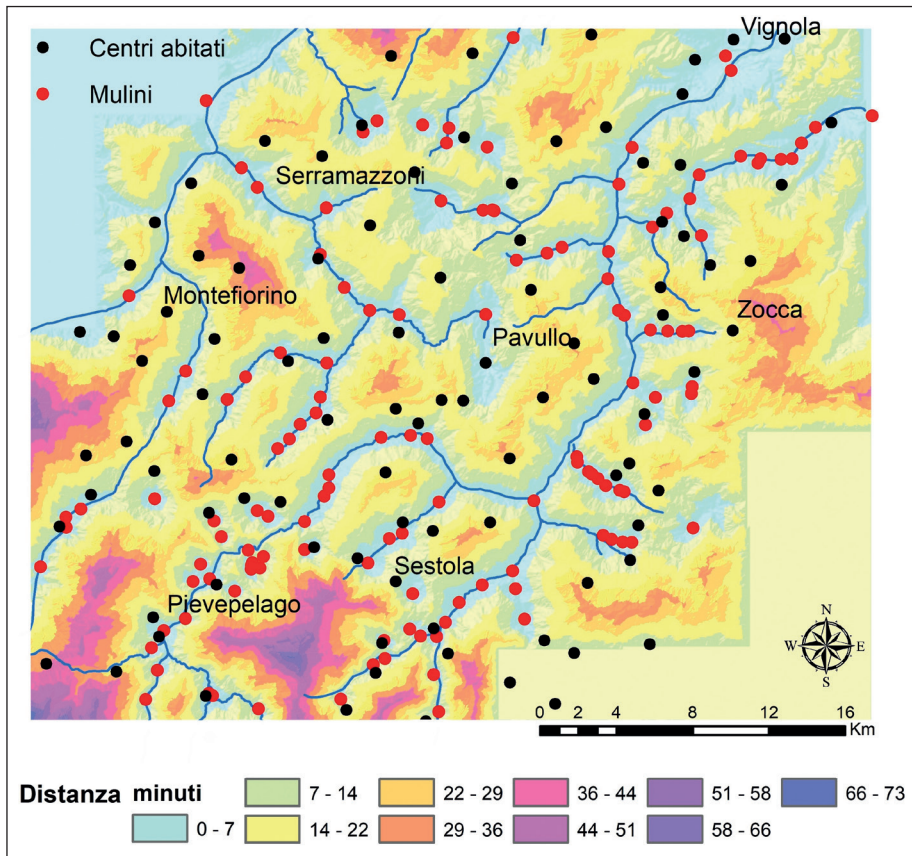 Vignola
Centri abitati
Mulini
Serramazzoni
Montefiorino
Zocca
Pavullo
Sestola
Pievepelago
N
W E
S
0 2 4 8 12 16
Km
Distanza minuti
7 - 14 22 - 29 36 - 44 51 - 58 66 - 73
0 - 7 14 - 22 29 - 36 44 - 51 58 - 66